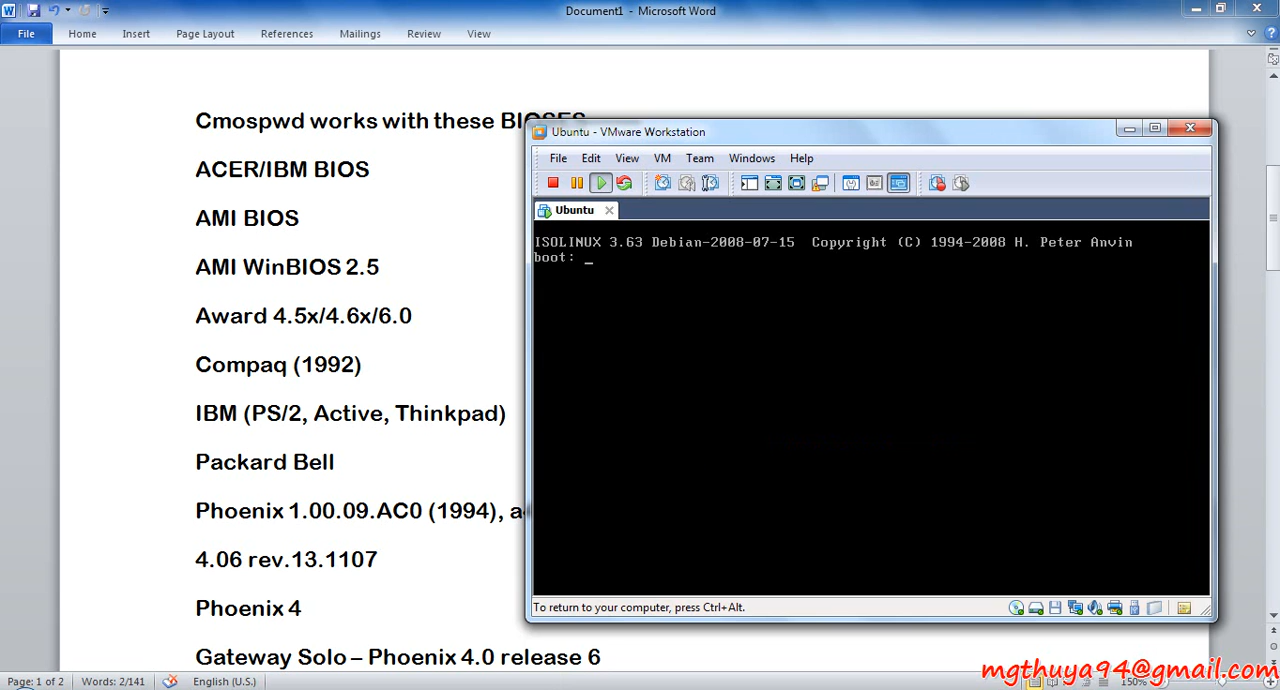 Document1 - Microsoft Word
File Home Insert Page Layout References Mailings Review View
Cmospwd works with these BIOSES
ACER/IBM BIOS
AMI BIOS
AMI WinBIOS 2.5
Award 4.5x/4.6x/6.0
Compaq (1992)
IBM (PS/2, Active, Thinkpad)
Packard Bell
Phoenix 1.00.09.AC0 (1994), a
4.06 rev.13.1107
Phoenix 4
Gateway Solo – Phoenix 4.0 release 6
Ubuntu - VMware Workstation
File Edit View VM Team Windows Help
Ubuntu
ISOLINUX 3.63 Debian-2008-07-15 Copyright (C) 1994-2008 H. Peter Anvin
boot: _
To return to your computer, press Ctrl+Alt.
Page: 1 of 2 Words: 2/141 English (U.S.) 150%
mgthuya94@gmail.com